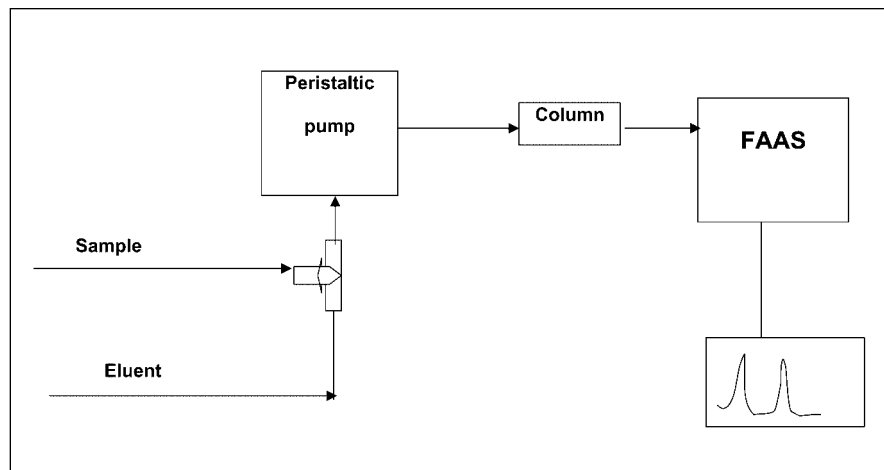 Peristaltic
pump
Column
FAAS
Sample
Eluent